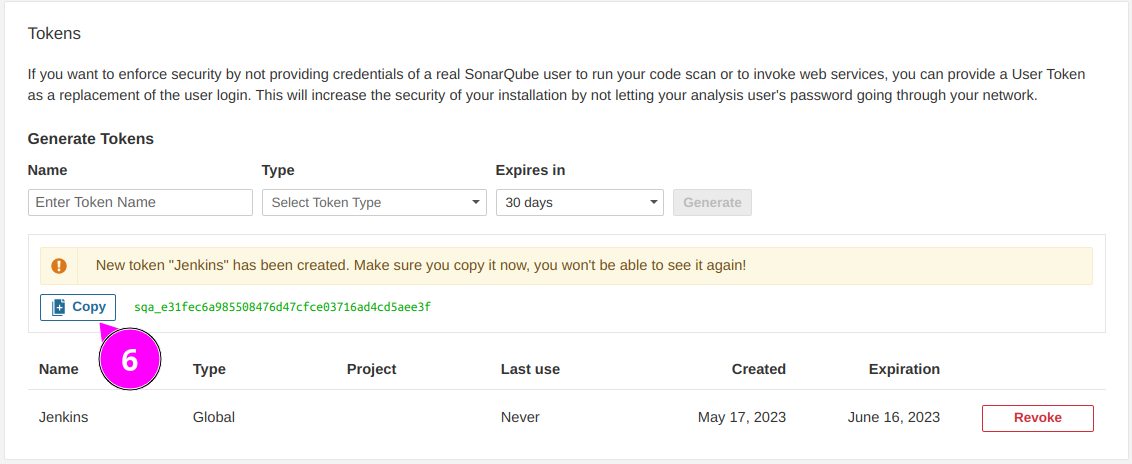 Tokens
If you want to enforce security by not providing credentials of a real SonarQube user to run your code scan or to invoke web services, you can provide a User Token
as a replacement of the user login. This will increase the security of your installation by not letting your analysis user's password going through your network.
Generate Tokens
Name Type Expires in
Enter Token Name Select Token Type 30 days Generate
New token "Jenkins" has been created. Make sure you copy it now, you won't be able to see it again!
Copy sqa_e31fec6a985508476d47cfce03716ad4cd5aee3f
6
Name Type Project Last use Created Expiration
Jenkins Global Never May 17, 2023 June 16, 2023 Revoke